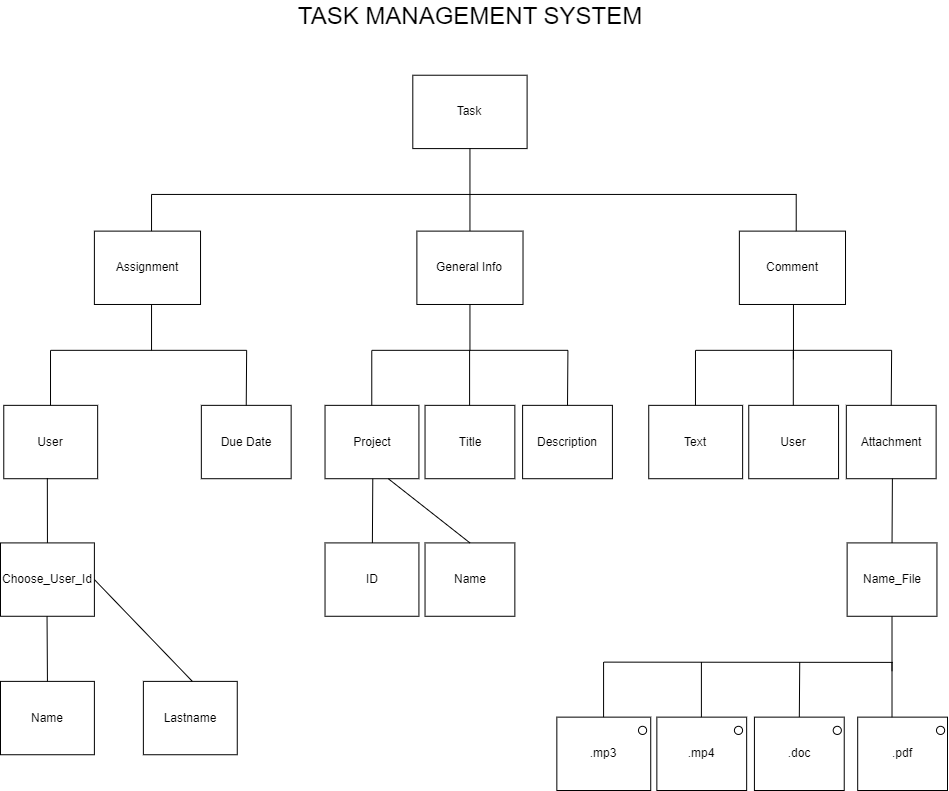 TASK MANAGEMENT SYSTEM
Task
Assignment
General Info
Comment
User
Due Date
Project
Title
Description
Text
User
Attachment
Choose_User_Id
ID
Name
Name_File
Name
Lastname
.mp3
.mp4
.doc
.pdf